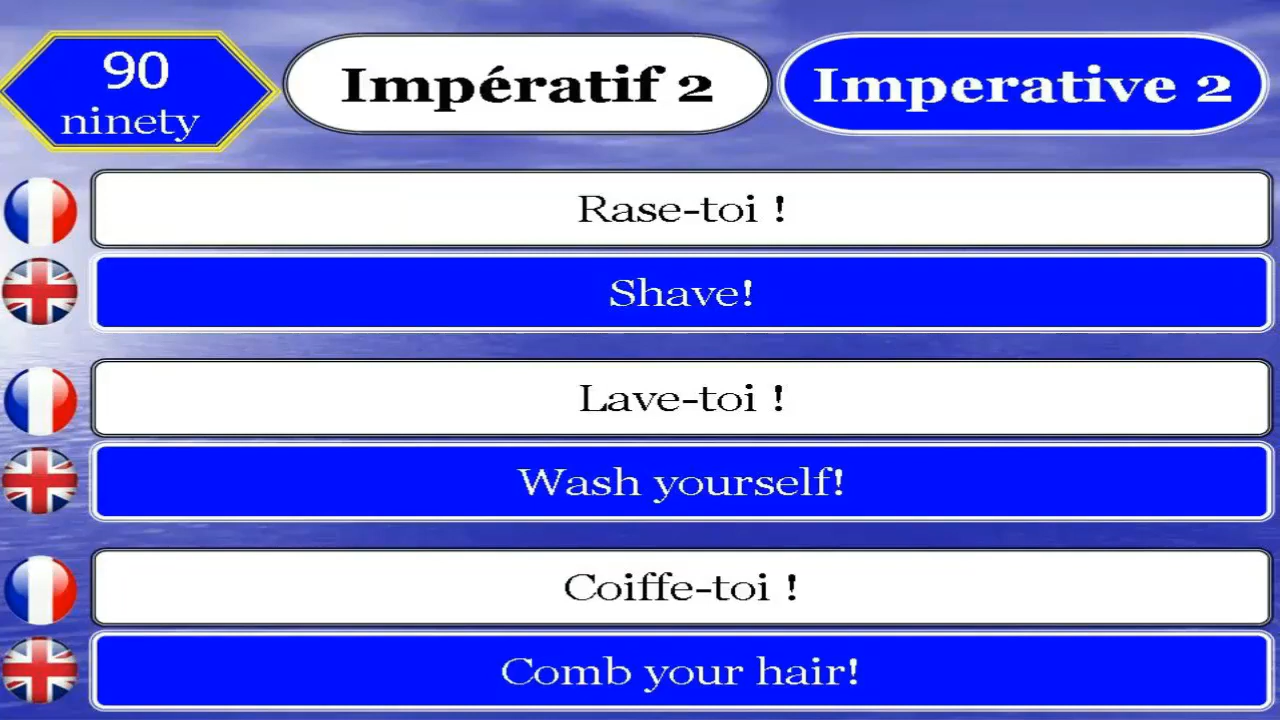 90
ninety
Impératif 2
Imperative 2
Rase-toi !
Shave!
Lave-toi !
Wash yourself!
Coiffe-toi !
Comb your hair!